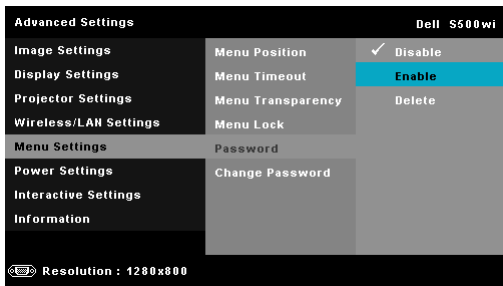 Advanced Settings
Dell S500wi
Image Settings
Display Settings
Projector Settings
Wireless/LAN Settings
Menu Settings
Power Settings
Interactive Settings
Information
Menu Position
Menu Timeout
Menu Transparency
Menu Lock
Password
Change Password
✓ Disable
Enable
Delete
Resolution : 1280x800